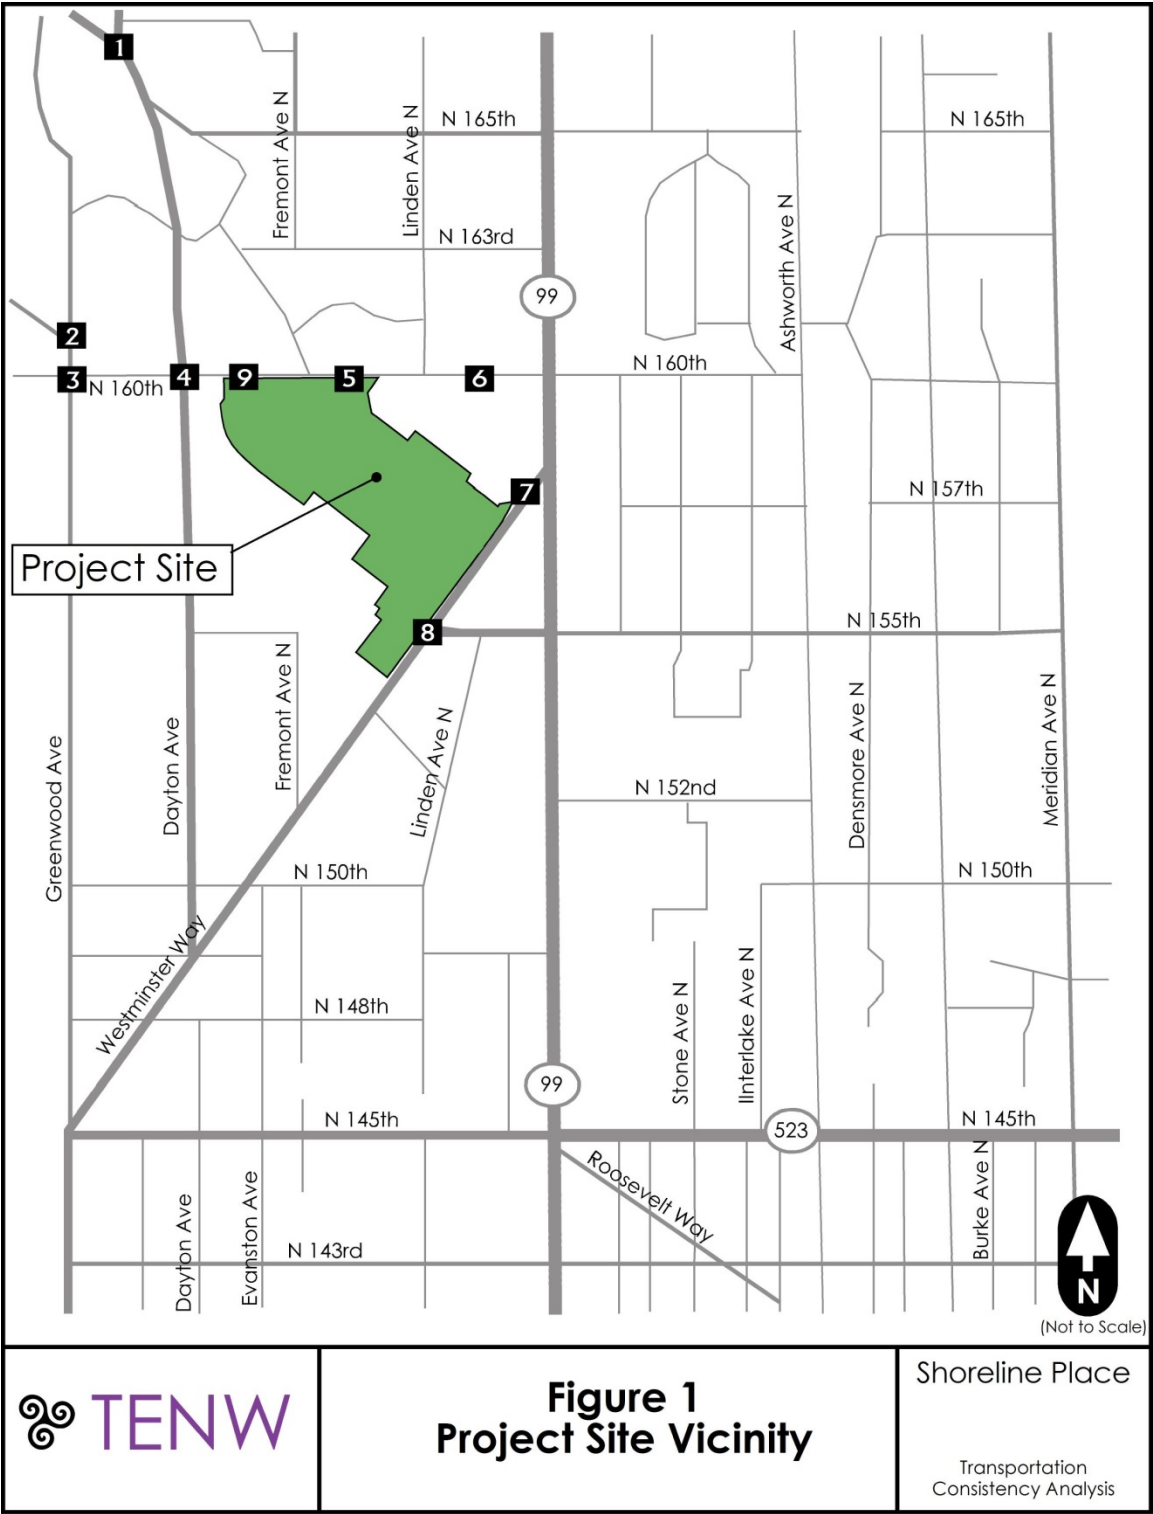 1
Fremont Ave N
Linden Ave N
N 165th
N 165th
N 163rd
Ashworth Ave N
99
2
3
N 160th
4
9
5
6
N 160th
7
N 157th
Project Site
8
N 155th
Greenwood Ave
Dayton Ave
Fremont Ave N
Linden Ave N
N 152nd
Densmore Ave N
Meridian Ave N
N 150th
N 150th
Westminster Way
N 148th
Stone Ave N
IInterlake Ave N
99
N 145th
523
N 145th
Roosevelt Way
Burke Ave N
Dayton Ave
Evanston Ave
N 143rd
N
(Not to Scale)
TENW
Figure 1
Project Site Vicinity
Shoreline Place
Transportation
Consistency Analysis